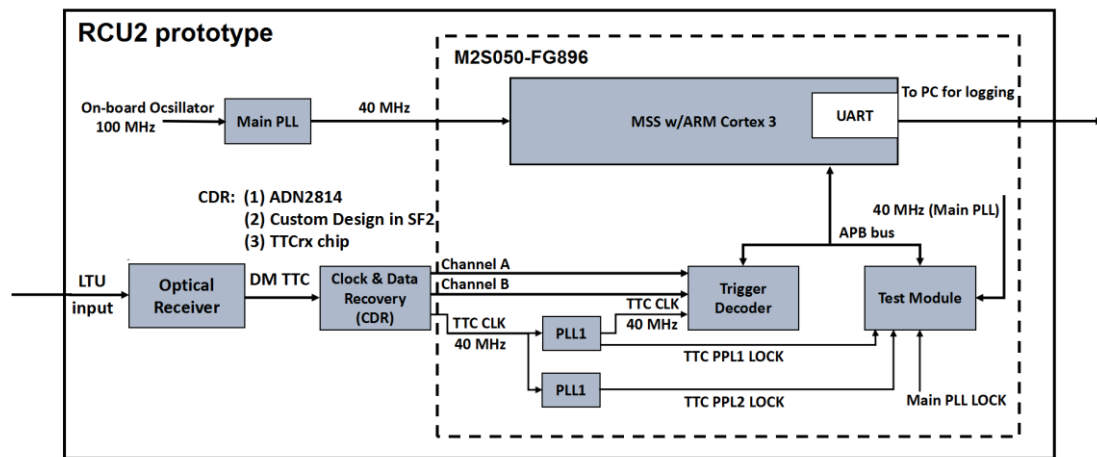 RCU2 prototype
M2S050-FG896
On-board Ocsillator
100 MHz
Main PLL
40 MHz
MSS w/ARM Cortex 3
UART
To PC for logging
CDR: (1) ADN2814
(2) Custom Design in SF2
(3) TTCrx chip
40 MHz (Main PLL)
APB bus
LTU
input
Optical
Receiver
DM TTC
Clock & Data
Recovery
(CDR)
Channel A
Channel B
TTC CLK
40 MHz
PLL1
TTC CLK
40 MHz
Trigger
Decoder
Test Module
TTC PPL1 LOCK
PLL1
TTC PPL2 LOCK
Main PLL LOCK